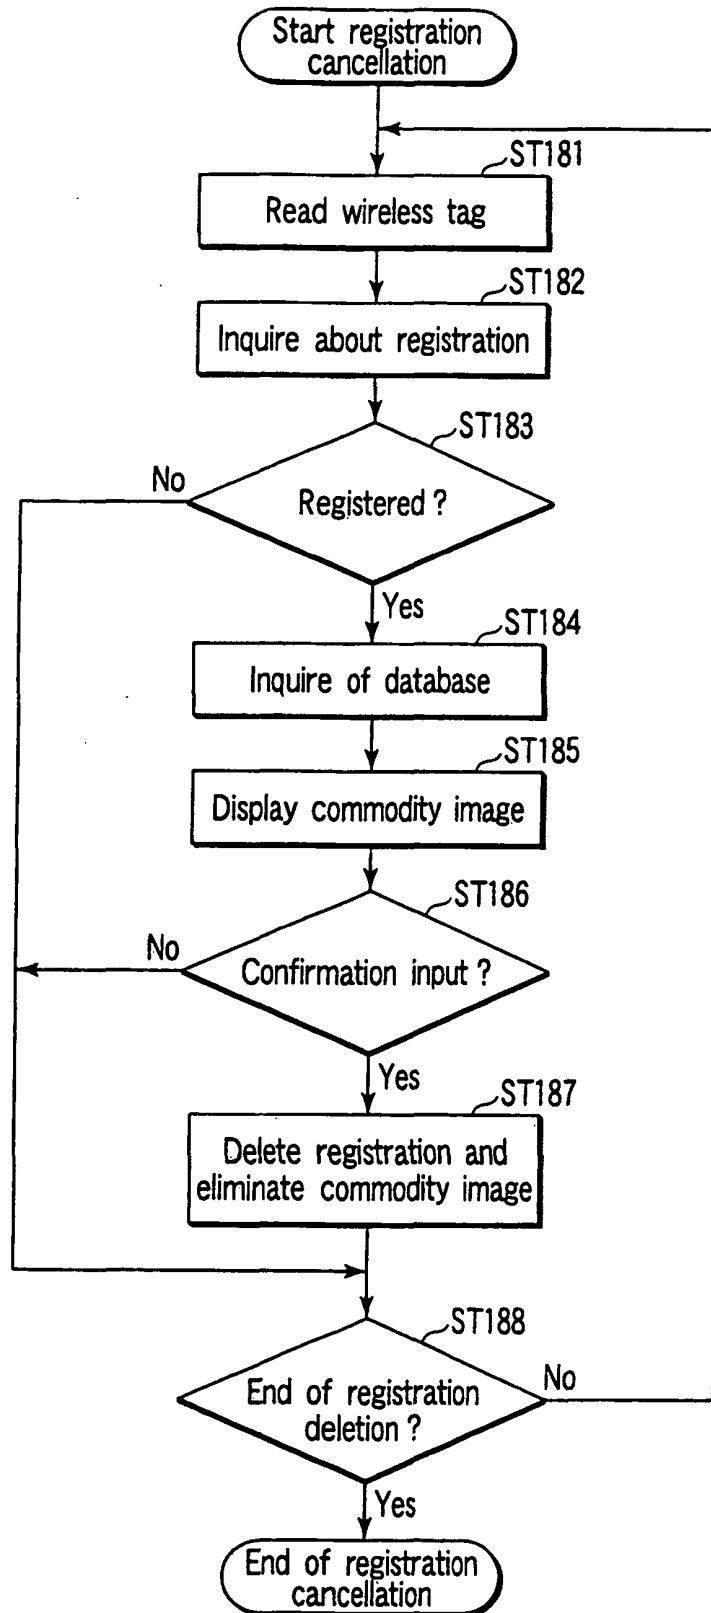 Start registration
cancellation
ST181
Read wireless tag
ST182
Inquire about registration
ST183
No
Registered ?
Yes
ST184
Inquire of database
ST185
Display commodity image
ST186
No
Confirmation input ?
Yes
ST187
Delete registration and
eliminate commodity image
ST188
No
End of registration
deletion ?
Yes
End of registration
cancellation